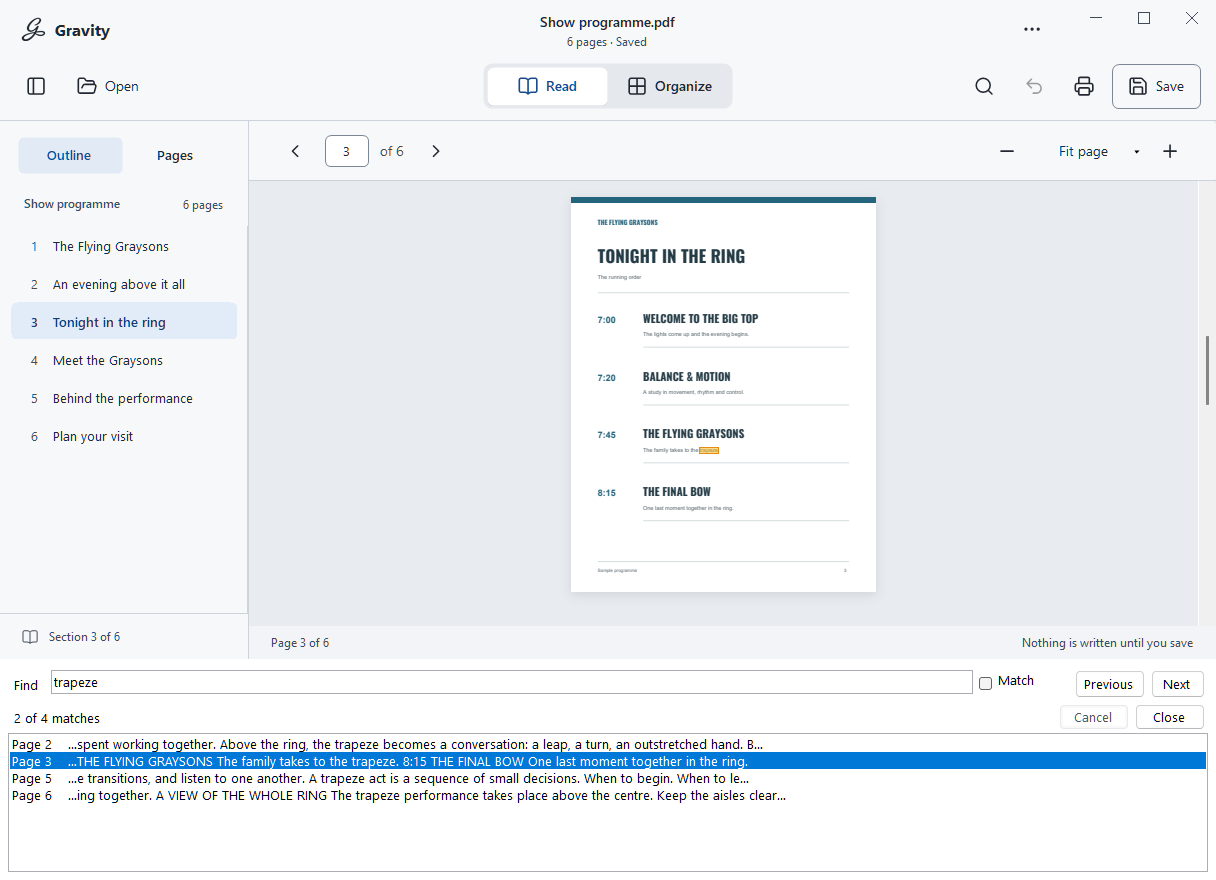 Gravity
Show programme.pdf
6 pages · Saved
Open
Read
Organize
Save
Outline
Pages
Show programme
6 pages
1 The Flying Graysons
2 An evening above it all
3 Tonight in the ring
4 Meet the Graysons
5 Behind the performance
6 Plan your visit
Section 3 of 6
3 of 6
Fit page
THE FLYING GRAYSONS
TONIGHT IN THE RING
The running order
7:00 WELCOME TO THE BIG TOP
The lights come up and the evening begins.
7:20 BALANCE & MOTION
A study in movement, rhythm and control.
7:45 THE FLYING GRAYSONS
The family takes to the trapeze.
8:15 THE FINAL BOW
One last moment together in the ring.
Sample programme 3
Page 3 of 6
Nothing is written until you save
Find trapeze
Match
Previous
Next
2 of 4 matches
Cancel
Close
Page 2 ...spent working together. Above the ring, the trapeze becomes a conversation: a leap, a turn, an outstretched hand. B...
Page 3 ...THE FLYING GRAYSONS The family takes to the trapeze. 8:15 THE FINAL BOW One last moment together in the ring.
Page 5 ...e transitions, and listen to one another. A trapeze act is a sequence of small decisions. When to begin. When to le...
Page 6 ...ing together. A VIEW OF THE WHOLE RING The trapeze performance takes place above the centre. Keep the aisles clear...